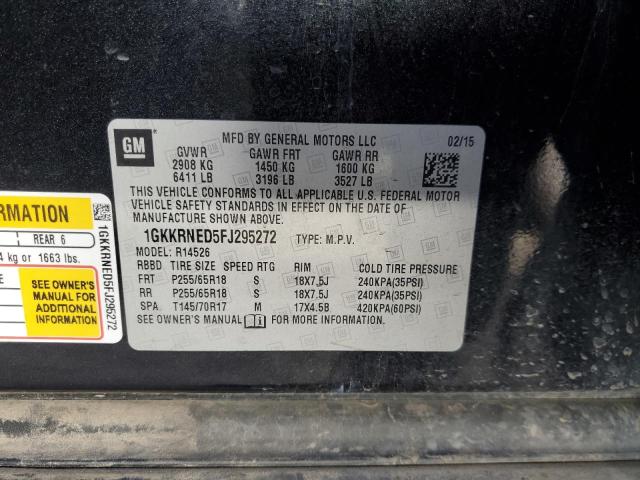 GM
MFD BY GENERAL MOTORS LLC 02/15
GVWR GAWR FRT GAWR RR
2908 KG 1450 KG 1600 KG
6411 LB 3196 LB 3527 LB
THIS VEHICLE CONFORMS TO ALL APPLICABLE U.S. FEDERAL MOTOR
VEHICLE SAFETY STANDARDS IN EFFECT ON THE DATE OF
MANUFACTURE SHOWN ABOVE.
1GKKRNED5FJ295272 TYPE: M.P.V.
MODEL: R14526
RBBD TIRE SIZE SPEED RTG RIM COLD TIRE PRESSURE
FRT P255/65R18 S 18X7.5J 240KPA(35PSI)
RR P255/65R18 S 18X7.5J 240KPA(35PSI)
SPA T145/70R17 M 17X4.5B 420KPA(60PSI)
SEE OWNER'S MANUAL FOR MORE INFORMATION.
ORMATION
REAR 6
4 kg or 1663 lbs.
SEE OWNER'S
MANUAL FOR
ADDITIONAL
INFORMATION
1GKKRNED5FJ295272